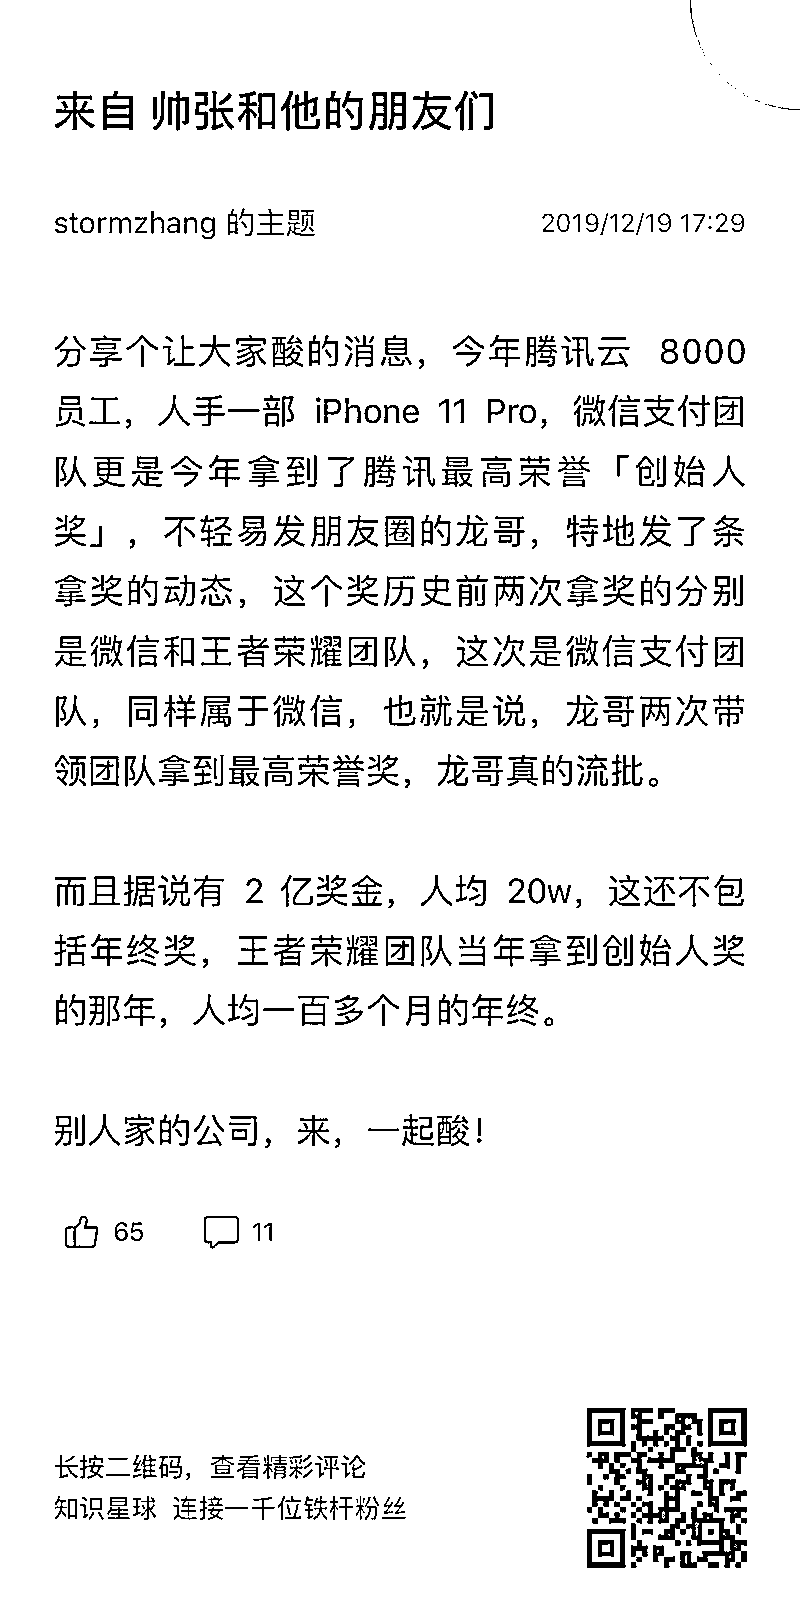 来自 帅张和他的朋友们
stormzhang 的主题
2019/12/19 17:29
分享个让大家酸的消息，今年腾讯云 8000
员工，人手一部 iPhone 11 Pro，微信支付团
队更是今年拿到了腾讯最高荣誉「创始人
奖」，不轻易发朋友圈的龙哥，特地发了条
拿奖的动态，这个奖历史前两次拿奖的分别
是微信和王者荣耀团队，这次是微信支付团
队，同样属于微信，也就是说，龙哥两次带
领团队拿到最高荣誉奖，龙哥真的流批。
而且据说有 2 亿奖金，人均 20w，这还不包
括年终奖，王者荣耀团队当年拿到创始人奖
的那年，人均一百多个月的年终。
别人家的公司，来，一起酸！
65 11
长按二维码，查看精彩评论
知识星球 连接一千位铁杆粉丝